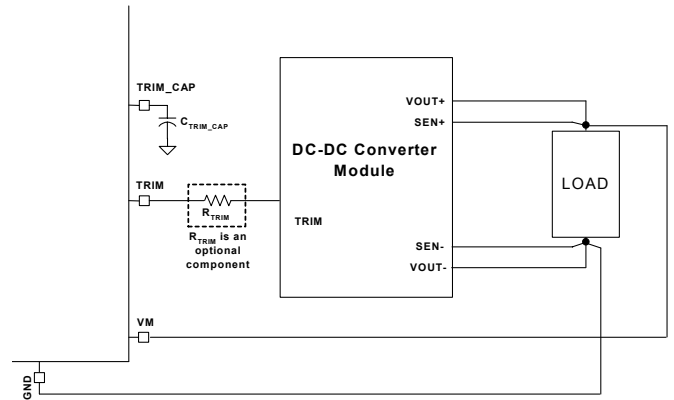 TRIM_CAP
C TRIM_CAP
TRIM
R TRIM
R TRIM is an
optional
component
DC-DC Converter
Module
TRIM
VOUT+
SEN+
SEN-
VOUT-
LOAD
VM
GND